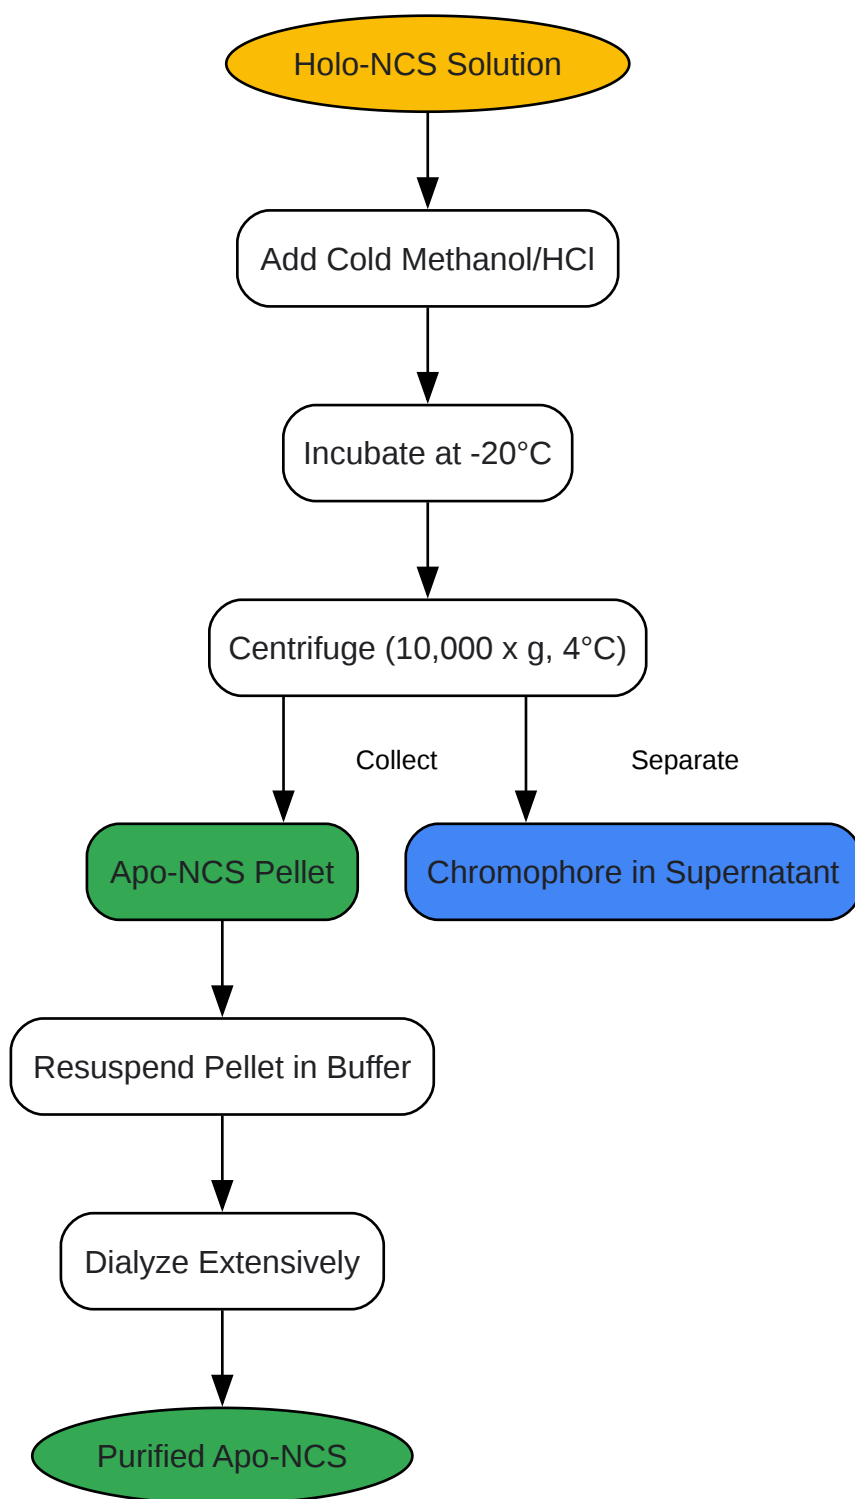 Holo-NCS Solution
Add Cold Methanol/HCl
Incubate at -20°C
Centrifuge (10,000 x g, 4°C)
Collect
Separate
Apo-NCS Pellet
Chromophore in Supernatant
Resuspend Pellet in Buffer
Dialyze Extensively
Purified Apo-NCS